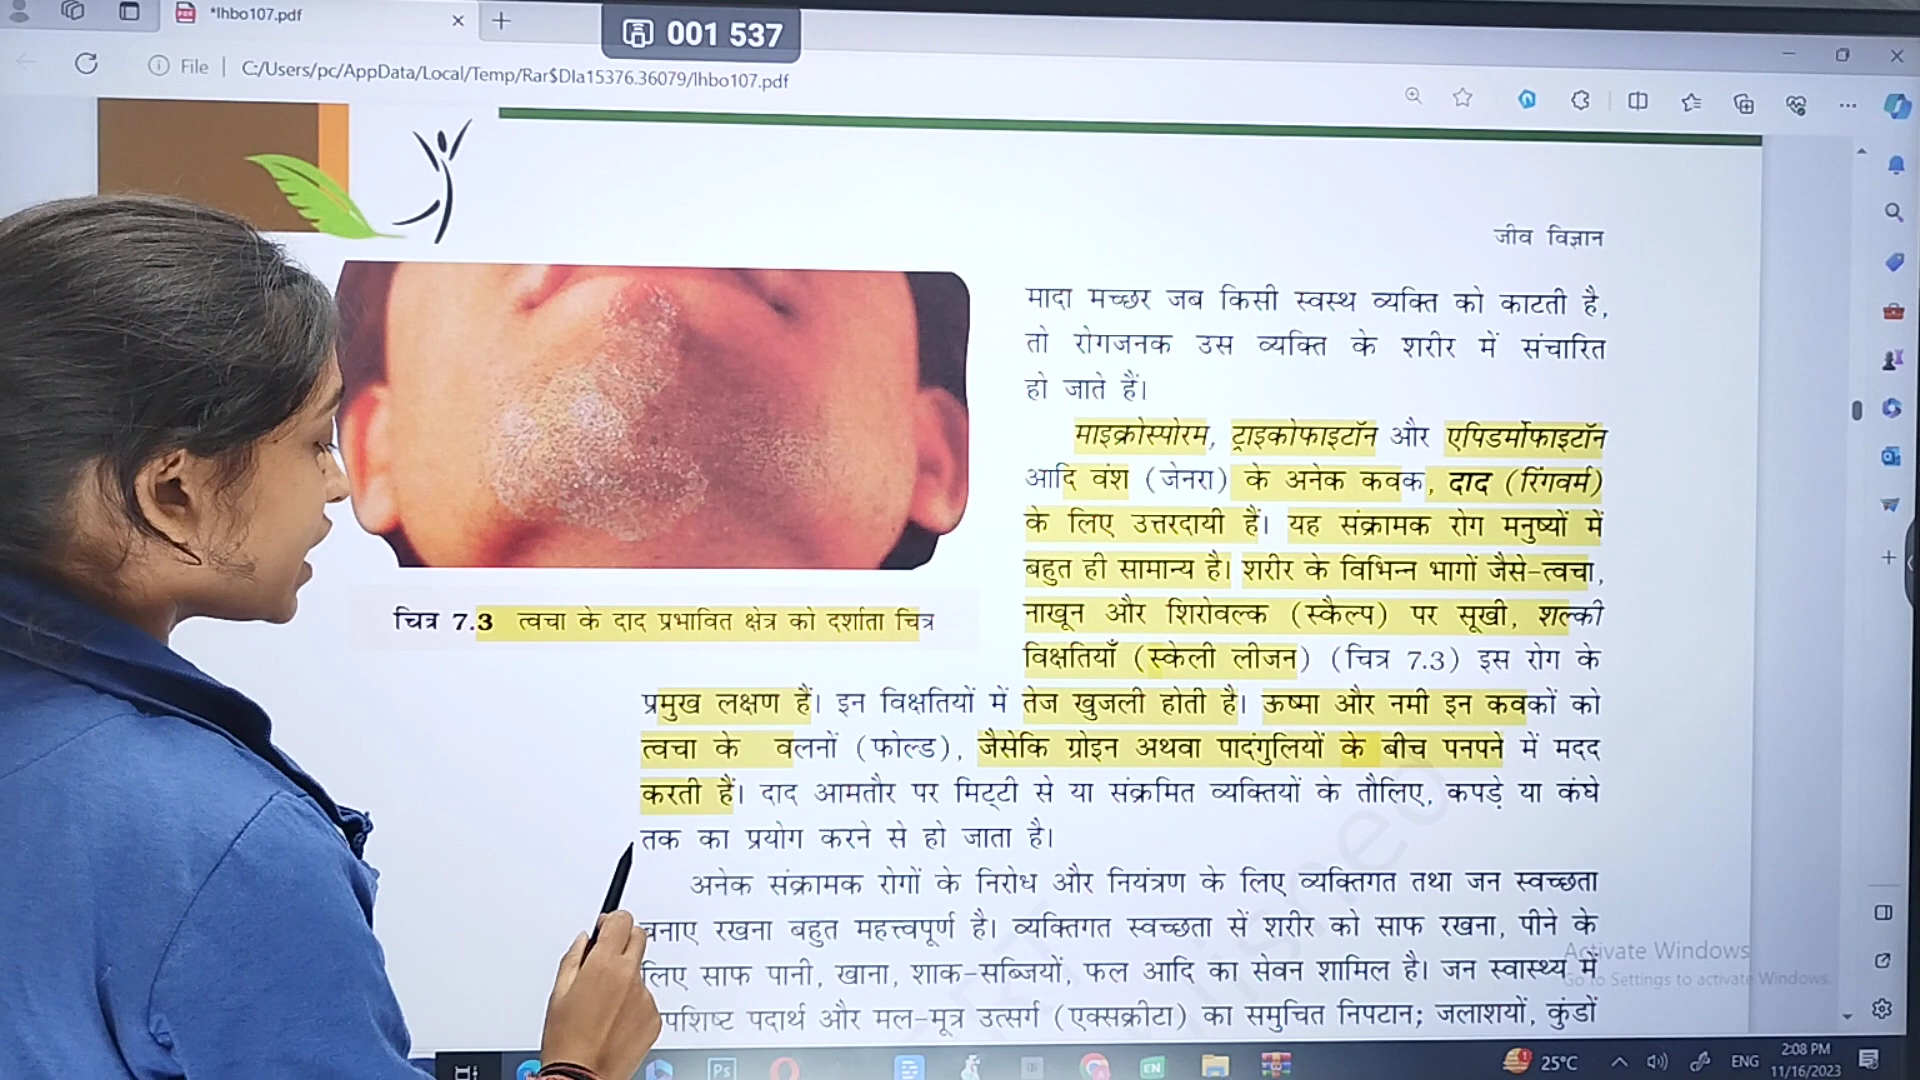 *lhbo107.pdf
001 537
File | C:/Users/pc/AppData/Local/Temp/Rar$DIa15376.36079/lhbo107.pdf
जीव विज्ञान
मादा मच्छर जब किसी स्वस्थ व्यक्ति को काटती है,
तो रोगजनक उस व्यक्ति के शरीर में संचारित
हो जाते हैं।
माइक्रोस्पोरम, ट्राइकोफाइटॉन और एपिडर्मोफाइटॉन
आदि वंश (जेनरा) के अनेक कवक, दाद (रिंगवर्म)
के लिए उत्तरदायी हैं। यह संक्रामक रोग मनुष्यों में
बहुत ही सामान्य है। शरीर के विभिन्न भागों जैसे-त्वचा,
नाखून और शिरोवल्क (स्कैल्प) पर सूखी, शल्की
विक्षतियाँ (स्केली लीजन) (चित्र 7.3) इस रोग के
चित्र 7.3 त्वचा के दाद प्रभावित क्षेत्र को दर्शाता चित्र
प्रमुख लक्षण हैं। इन विक्षतियों में तेज खुजली होती है। ऊष्मा और नमी इन कवकों को
त्वचा के वलनों (फोल्ड), जैसेकि ग्रोइन अथवा पादंगुलियों के बीच पनपने में मदद
करती हैं। दाद आमतौर पर मिट्टी से या संक्रमित व्यक्तियों के तौलिए, कपड़े या कंघे
तक का प्रयोग करने से हो जाता है।
अनेक संक्रामक रोगों के निरोध और नियंत्रण के लिए व्यक्तिगत तथा जन स्वच्छता
बनाए रखना बहुत महत्त्वपूर्ण है। व्यक्तिगत स्वच्छता सें शरीर को साफ रखना, पीने के
लिए साफ पानी, खाना, शाक-सब्जियों, फल आदि का सेवन शामिल है। जन स्वास्थ्य में
पशिष्ट पदार्थ और मल-मूत्र उत्सर्ग (एक्सक्रीटा) का समुचित निपटान; जलाशयों, कुंडों
Activate Windows
Go to Settings to activate Windows.
Ps
EN
25°C
ENG
2:08 PM
11/16/2023